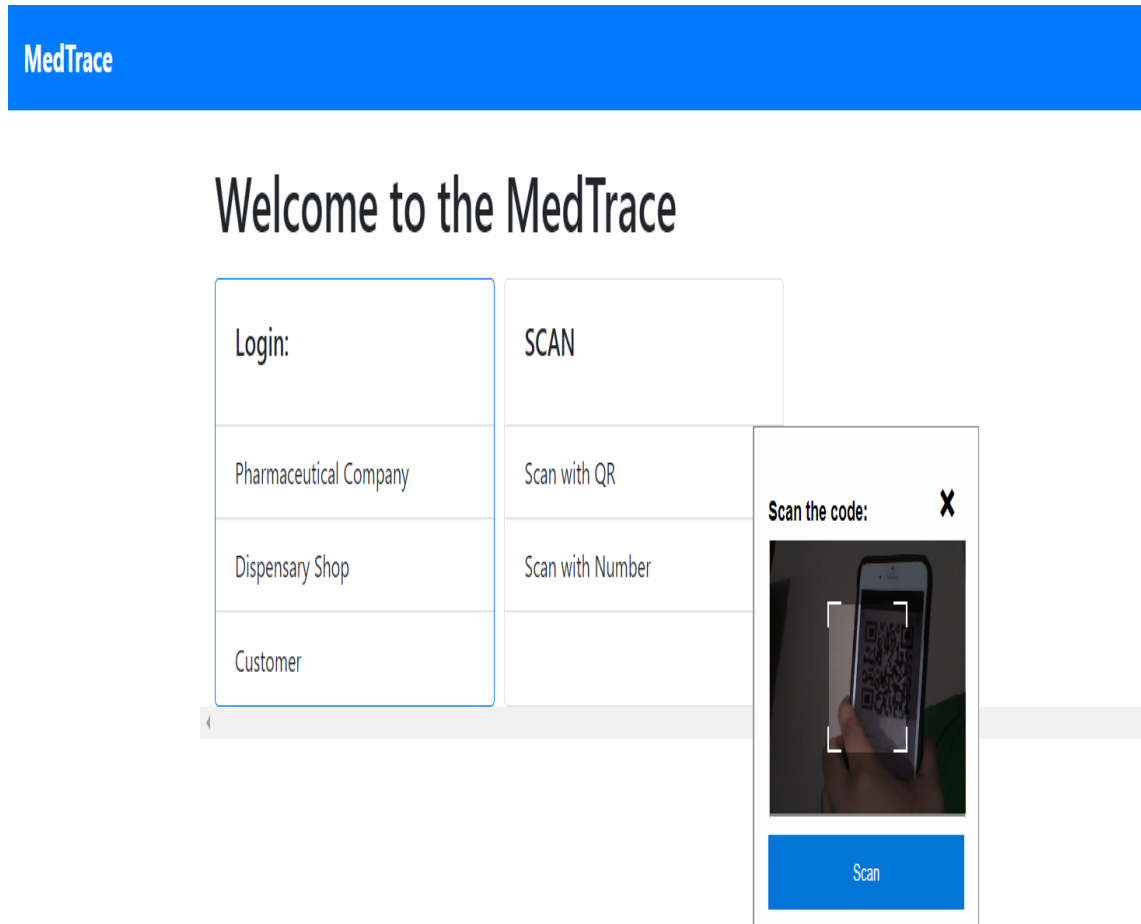 MedTrace
Welcome to the MedTrace
Login:
Pharmaceutical Company
Dispensary Shop
Customer
SCAN
Scan with QR
Scan with Number
Scan the code:
Scan